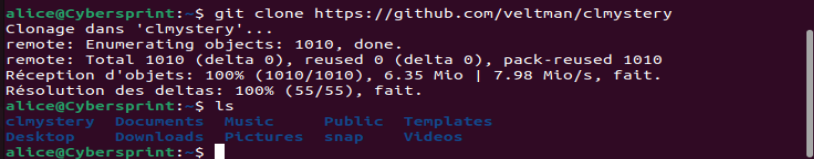 alice@Cybersprint:~$ git clone https://github.com/veltman/clmystery
Clonage dans 'clmystery'...
remote: Enumerating objects: 1010, done.
remote: Total 1010 (delta 0), reused 0 (delta 0), pack-reused 1010
Réception d'objets: 100% (1010/1010), 6.35 Mio | 7.98 Mio/s, fait.
Résolution des deltas: 100% (55/55), fait.
alice@Cybersprint:~$ ls
clmystery  Documents  Music     Public  Templates
Desktop    Downloads  Pictures  snap    Videos
alice@Cybersprint:~$